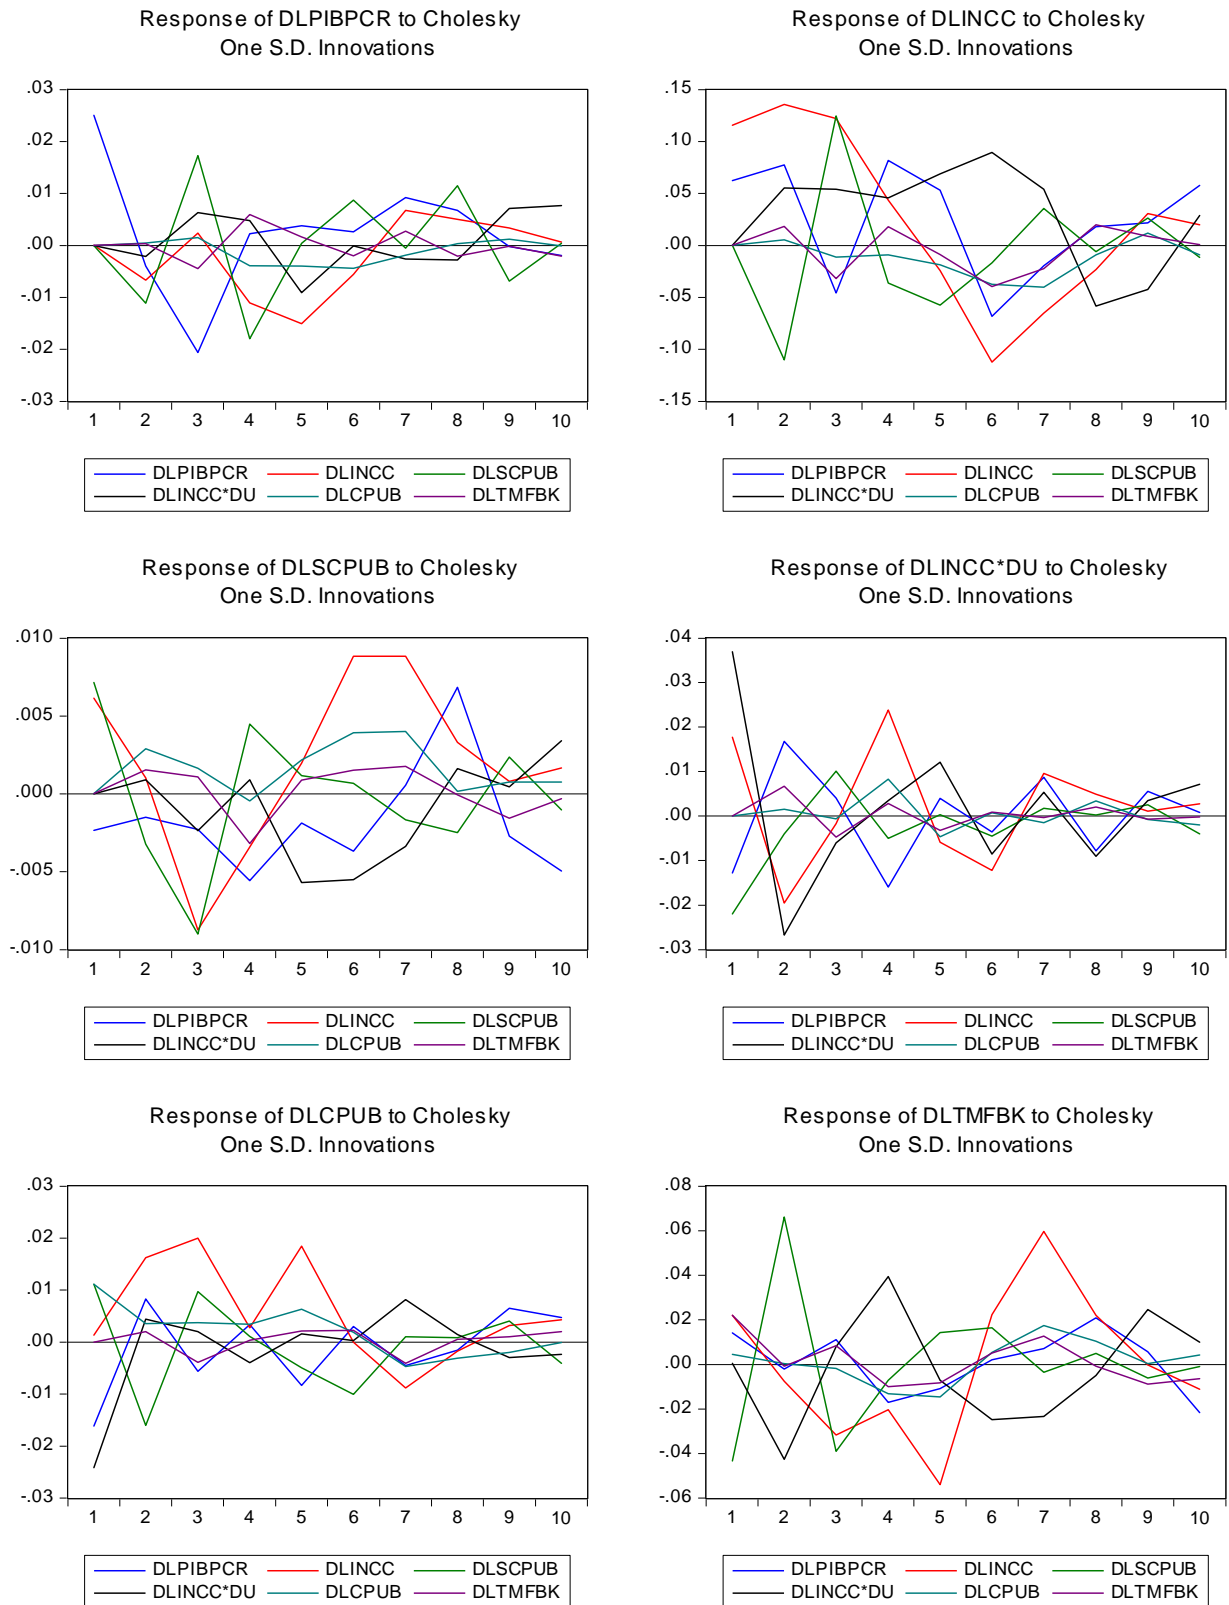 Response of DLPIBPCR to Cholesky
One S.D. Innovations
.03
.02
.01
.00
-.01
-.02
-.03
1 2 3 4 5 6 7 8 9 10
DLPIBPCR DLINCC DLSCPUB
DLINCC*DU DLCPUB DLTMFBK
Response of DLINCC to Cholesky
One S.D. Innovations
.15
.10
.05
.00
-.05
-.10
-.15
1 2 3 4 5 6 7 8 9 10
DLPIBPCR DLINCC DLSCPUB
DLINCC*DU DLCPUB DLTMFBK
Response of DLSCPUB to Cholesky
One S.D. Innovations
.010
.005
.000
-.005
-.010
1 2 3 4 5 6 7 8 9 10
DLPIBPCR DLINCC DLSCPUB
DLINCC*DU DLCPUB DLTMFBK
Response of DLINCC*DU to Cholesky
One S.D. Innovations
.04
.03
.02
.01
.00
-.01
-.02
-.03
1 2 3 4 5 6 7 8 9 10
DLPIBPCR DLINCC DLSCPUB
DLINCC*DU DLCPUB DLTMFBK
Response of DLCPUB to Cholesky
One S.D. Innovations
.03
.02
.01
.00
-.01
-.02
-.03
1 2 3 4 5 6 7 8 9 10
DLPIBPCR DLINCC DLSCPUB
DLINCC*DU DLCPUB DLTMFBK
Response of DLTMFBK to Cholesky
One S.D. Innovations
.08
.06
.04
.02
.00
-.02
-.04
-.06
1 2 3 4 5 6 7 8 9 10
DLPIBPCR DLINCC DLSCPUB
DLINCC*DU DLCPUB DLTMFBK